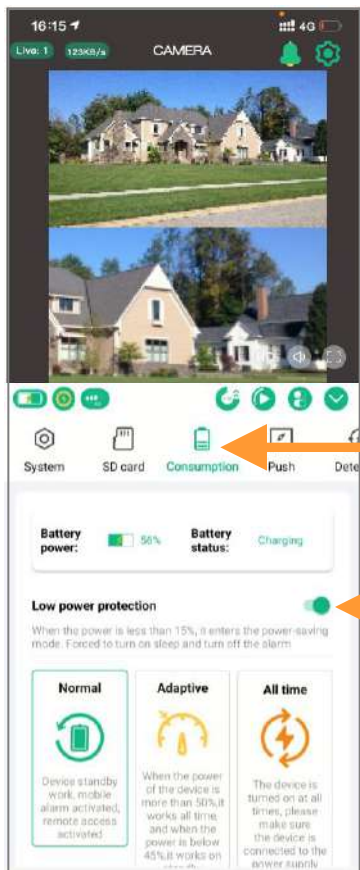 16:15
4G
Live: 1
123KB/s
CAMERA
System
SD card
Consumption
Push
Dete
Battery power:
56%
Battery status:
Charging
Low power protection
When the power is less than 15%, it enters the power-saving
mode. Forced to turn on sleep and turn off the alarm
Normal
Device standby
work, mobile
alarm activated,
remote access
activated
Adaptive
When the power
of the device is
more than 50%,it
works all time,
and when the
power is below
45%,it works on
All time
The device is
turned on at all
times, please
make sure
the device is
connected to the
power supply